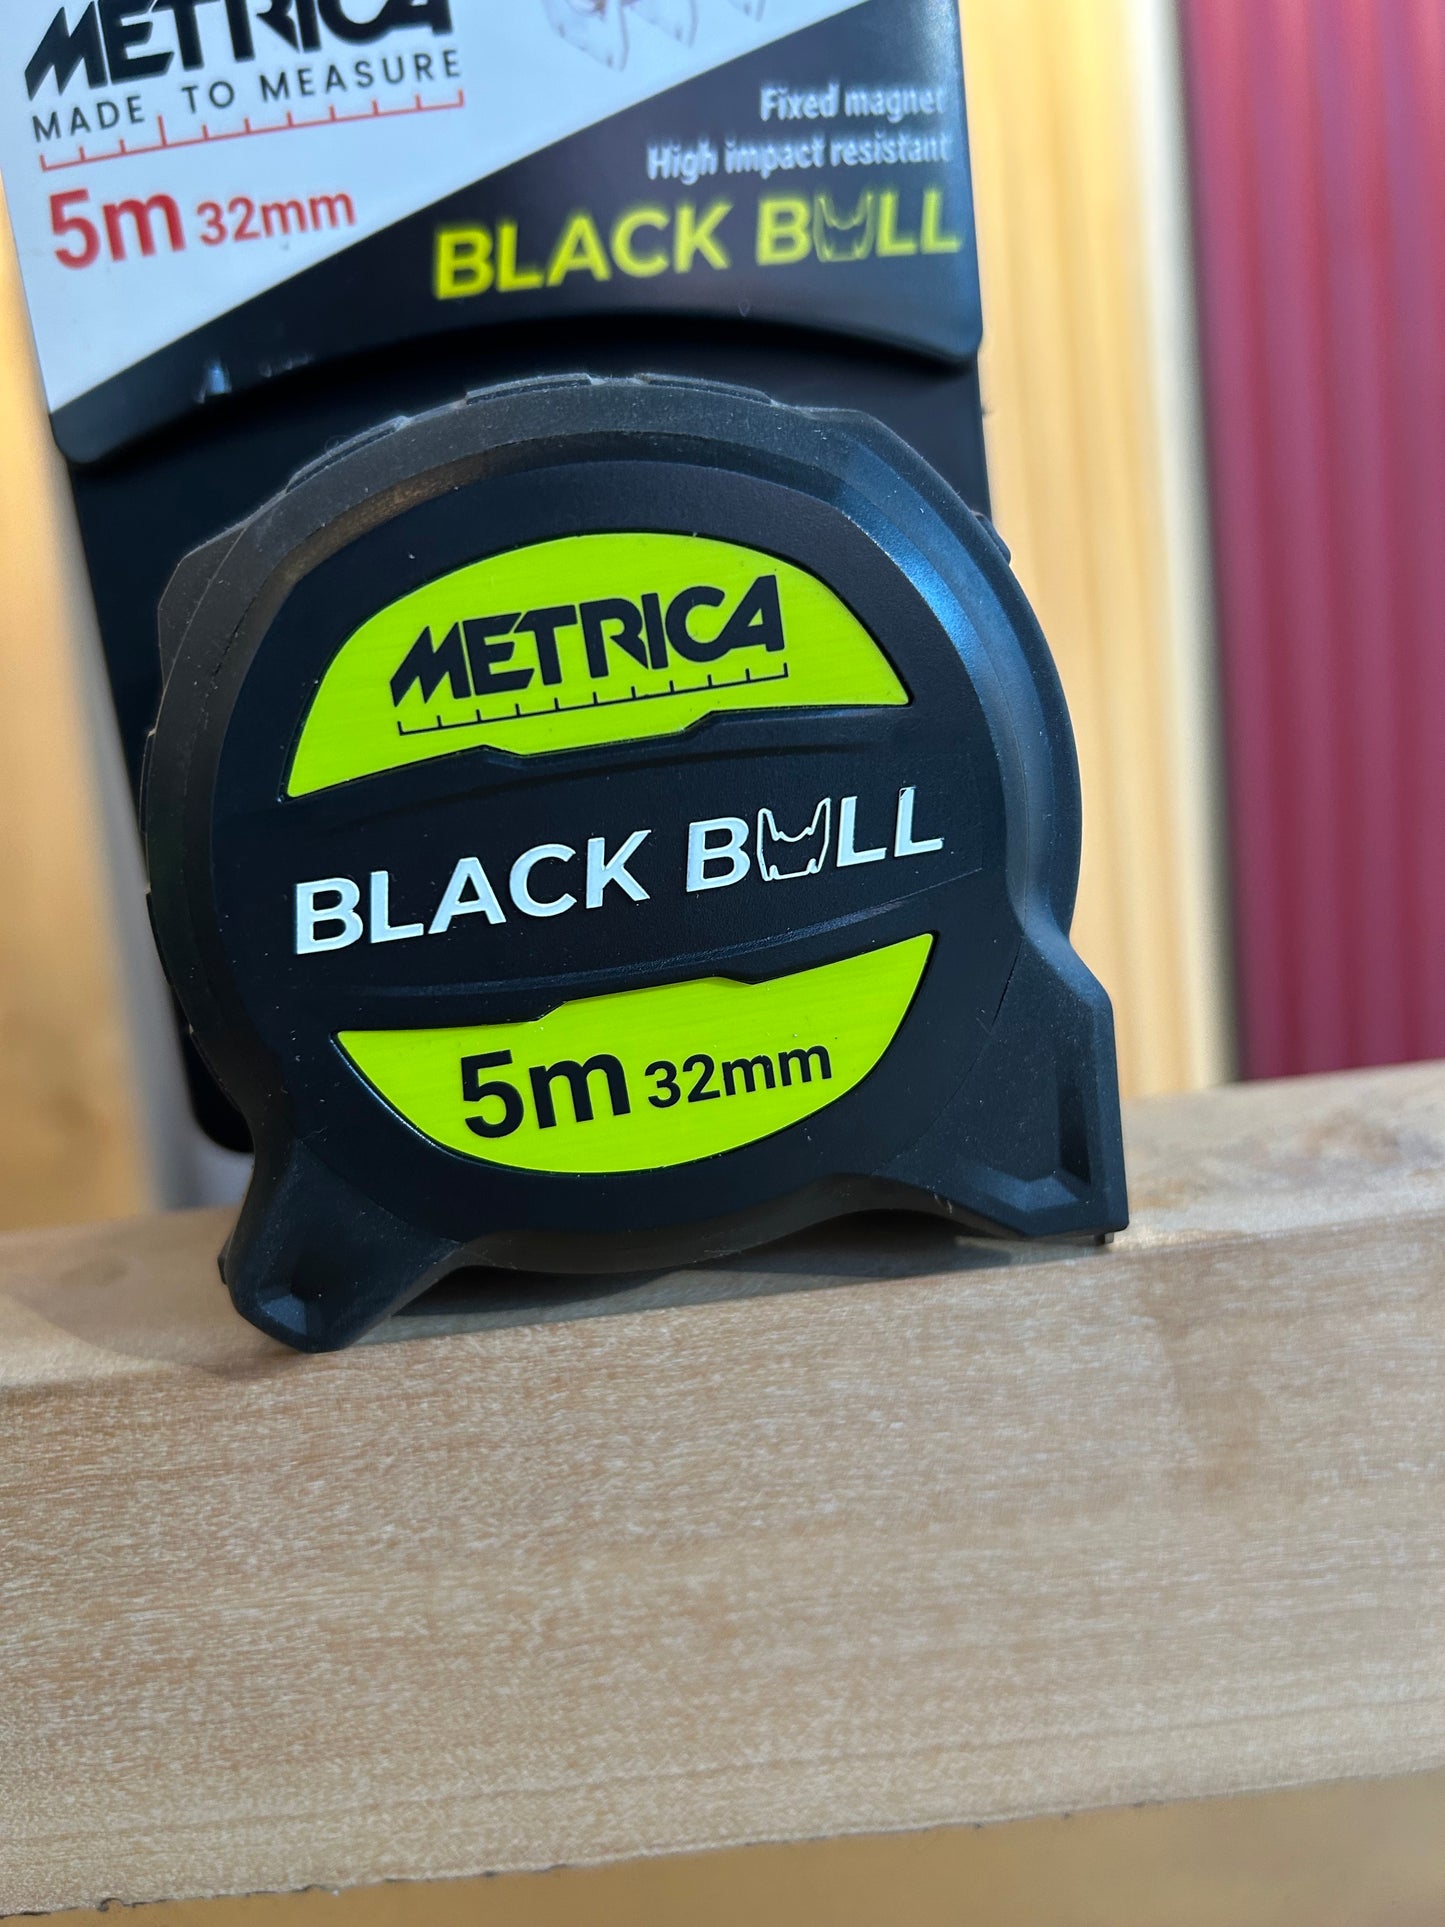 METRICA
MADE TO MEASURE
5m 32mm
Fixed magnet
High impact resistant
BLACK BULL
METRICA
BLACK BULL
5m 32mm